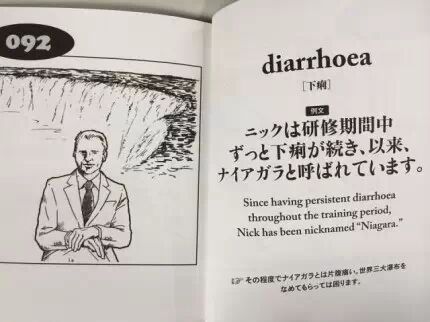 092
diarrhoea
[下痢]
例文
ニックは研修期間中
ずっと下痢が続き、以来、
ナイアガラと呼ばれています。
Since having persistent diarrhoea
throughout the training period,
Nick has been nicknamed “Niagara.”
☞ その程度でナイアガラとは片腹痛い。世界三大瀑布を
なめてもらっては困ります。